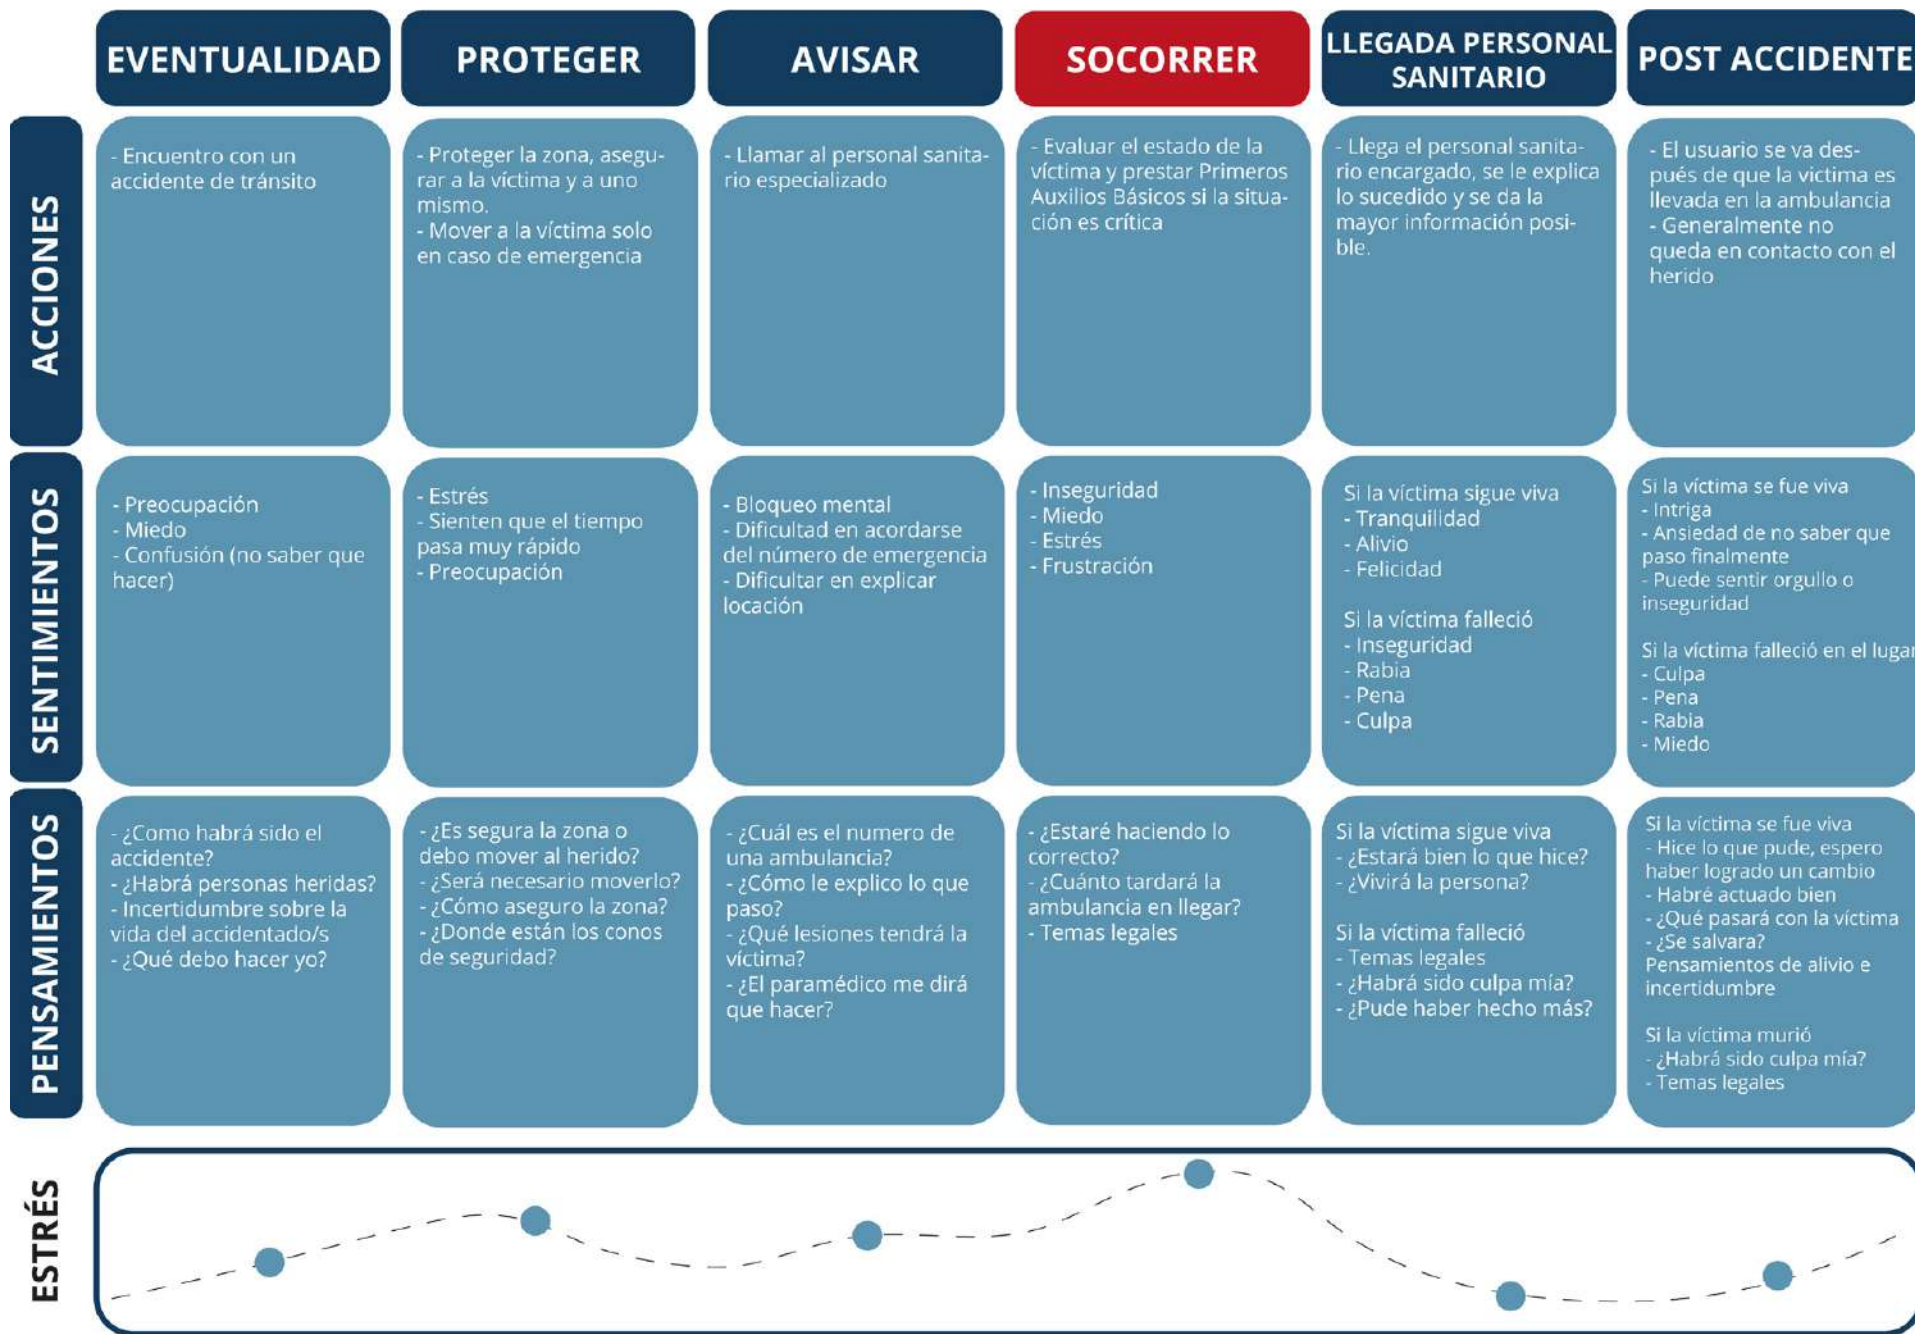 EVENTUALIDAD
PROTEGER
AVISAR
SOCORRER
LLEGADA PERSONAL
SANITARIO
POST ACCIDENTE
ACCIONES
- Encuentro con un
accidente de tránsito
- Proteger la zona, asegu-
rar a la víctima y a uno
mismo.
- Mover a la víctima solo
en caso de emergencia
- Llamar al personal sanita-
rio especializado
- Evaluar el estado de la
víctima y prestar Primeros
Auxilios Básicos si la situa-
ción es crítica
- Llega el personal sanita-
rio encargado, se le explica
lo sucedido y se da la
mayor información posi-
ble.
- El usuario se va des-
pués de que la victima es
llevada en la ambulancia
- Generalmente no
queda en contacto con el
herido
SENTIMIENTOS
- Preocupación
- Miedo
- Confusión (no saber que
hacer)
- Estrés
- Sienten que el tiempo
pasa muy rápido
- Preocupación
- Bloqueo mental
- Dificultad en acordarse
del número de emergencia
- Dificultar en explicar
locación
- Inseguridad
- Miedo
- Estrés
- Frustración
Si la víctima sigue viva
- Tranquilidad
- Alivio
- Felicidad
Si la víctima falleció
- Inseguridad
- Rabia
- Pena
- Culpa
Si la víctima se fue viva
- Intriga
- Ansiedad de no saber que
paso finalmente
- Puede sentir orgullo o
inseguridad
Si la víctima falleció en el lugar
- Culpa
- Pena
- Rabia
- Miedo
PENSAMIENTOS
- ¿Como habrá sido el
accidente?
- ¿Habrá personas heridas?
- Incertidumbre sobre la
vida del accidentado/s
- ¿Qué debo hacer yo?
- ¿Es segura la zona o
debo mover al herido?
- ¿Será necesario moverlo?
- ¿Cómo aseguro la zona?
- ¿Donde están los conos
de seguridad?
- ¿Cuál es el numero de
una ambulancia?
- ¿Cómo le explico lo que
paso?
- ¿Qué lesiones tendrá la
víctima?
- ¿El paramédico me dirá
que hacer?
- ¿Estaré haciendo lo
correcto?
- ¿Cuánto tardará la
ambulancia en llegar?
- Temas legales
Si la víctima sigue viva
- ¿Estará bien lo que hice?
- ¿Vivirá la persona?
Si la víctima falleció
- Temas legales
- ¿Habrá sido culpa mía?
- ¿Pude haber hecho más?
Si la víctima se fue viva
- Hice lo que pude, espero
haber logrado un cambio
- Habré actuado bien
- ¿Qué pasará con la víctima
- ¿Se salvara?
Pensamientos de alivio e
incertidumbre
Si la víctima murió
- ¿Habrá sido culpa mía?
- Temas legales
ESTRÉS